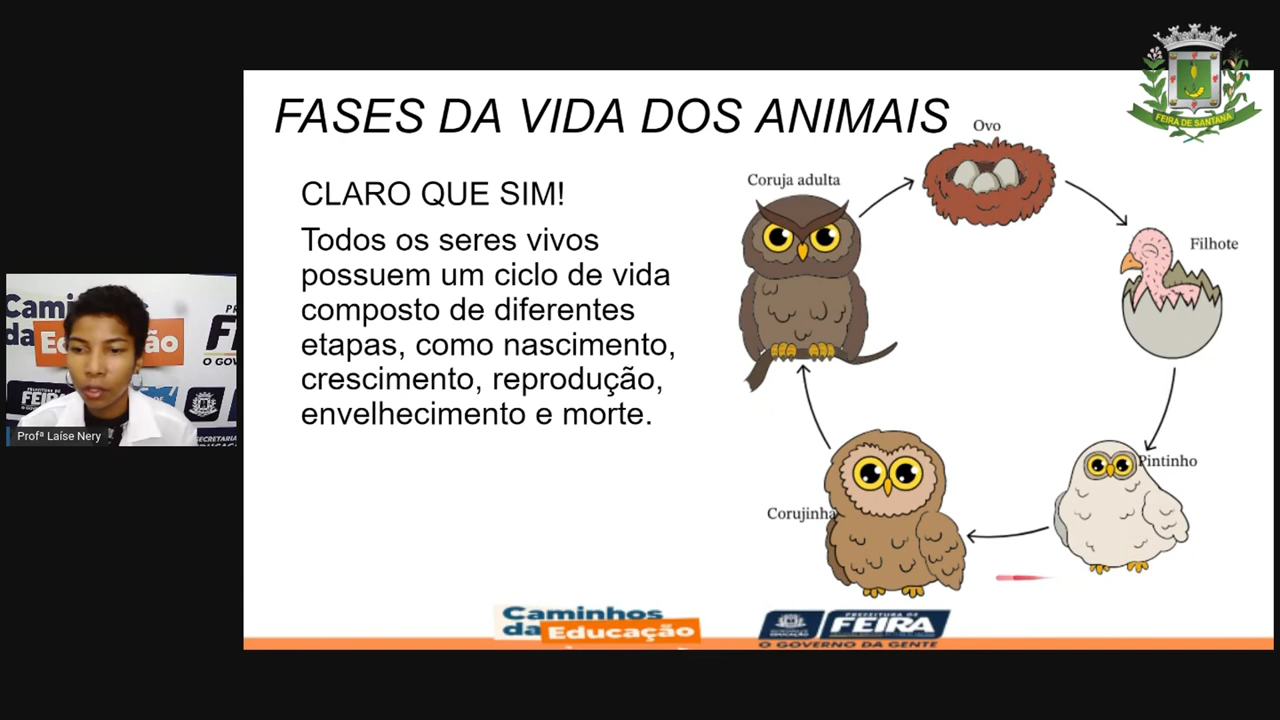 FASES DA VIDA DOS ANIMAIS
CLARO QUE SIM!
Todos os seres vivos
possuem um ciclo de vida
composto de diferentes
etapas, como nascimento,
crescimento, reprodução,
envelhecimento e morte.
Ovo
Coruja adulta
Filhote
Pintinho
Corujinha
FEIRA DE SANTANA
Profª Laíse Nery
Caminhos
da Educação
PREFEITURA DE
FEIRA
O GOVERNO DA GENTE